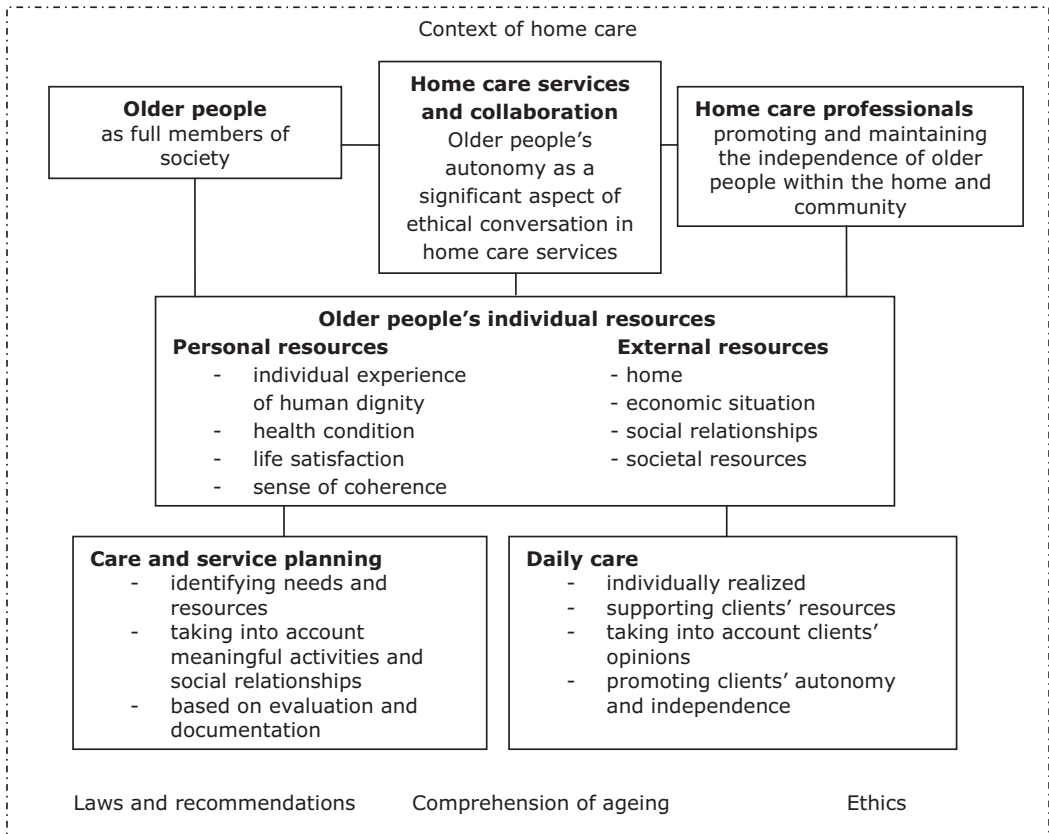 Context of home care
Older people
as full members of
society
Home care services
and collaboration
Older people’s
autonomy as a
significant aspect of
ethical conversation in
home care services
Home care professionals
promoting and maintaining
the independence of older
people within the home and
community
Older people’s individual resources
Personal resources
- individual experience
of human dignity
- health condition
- life satisfaction
- sense of coherence
External resources
- home
- economic situation
- social relationships
- societal resources
Care and service planning
- identifying needs and
resources
- taking into account
meaningful activities and
social relationships
- based on evaluation and
documentation
Daily care
- individually realized
- supporting clients’ resources
- taking into account clients’
opinions
- promoting clients’ autonomy
and independence
Laws and recommendations
Comprehension of ageing
Ethics